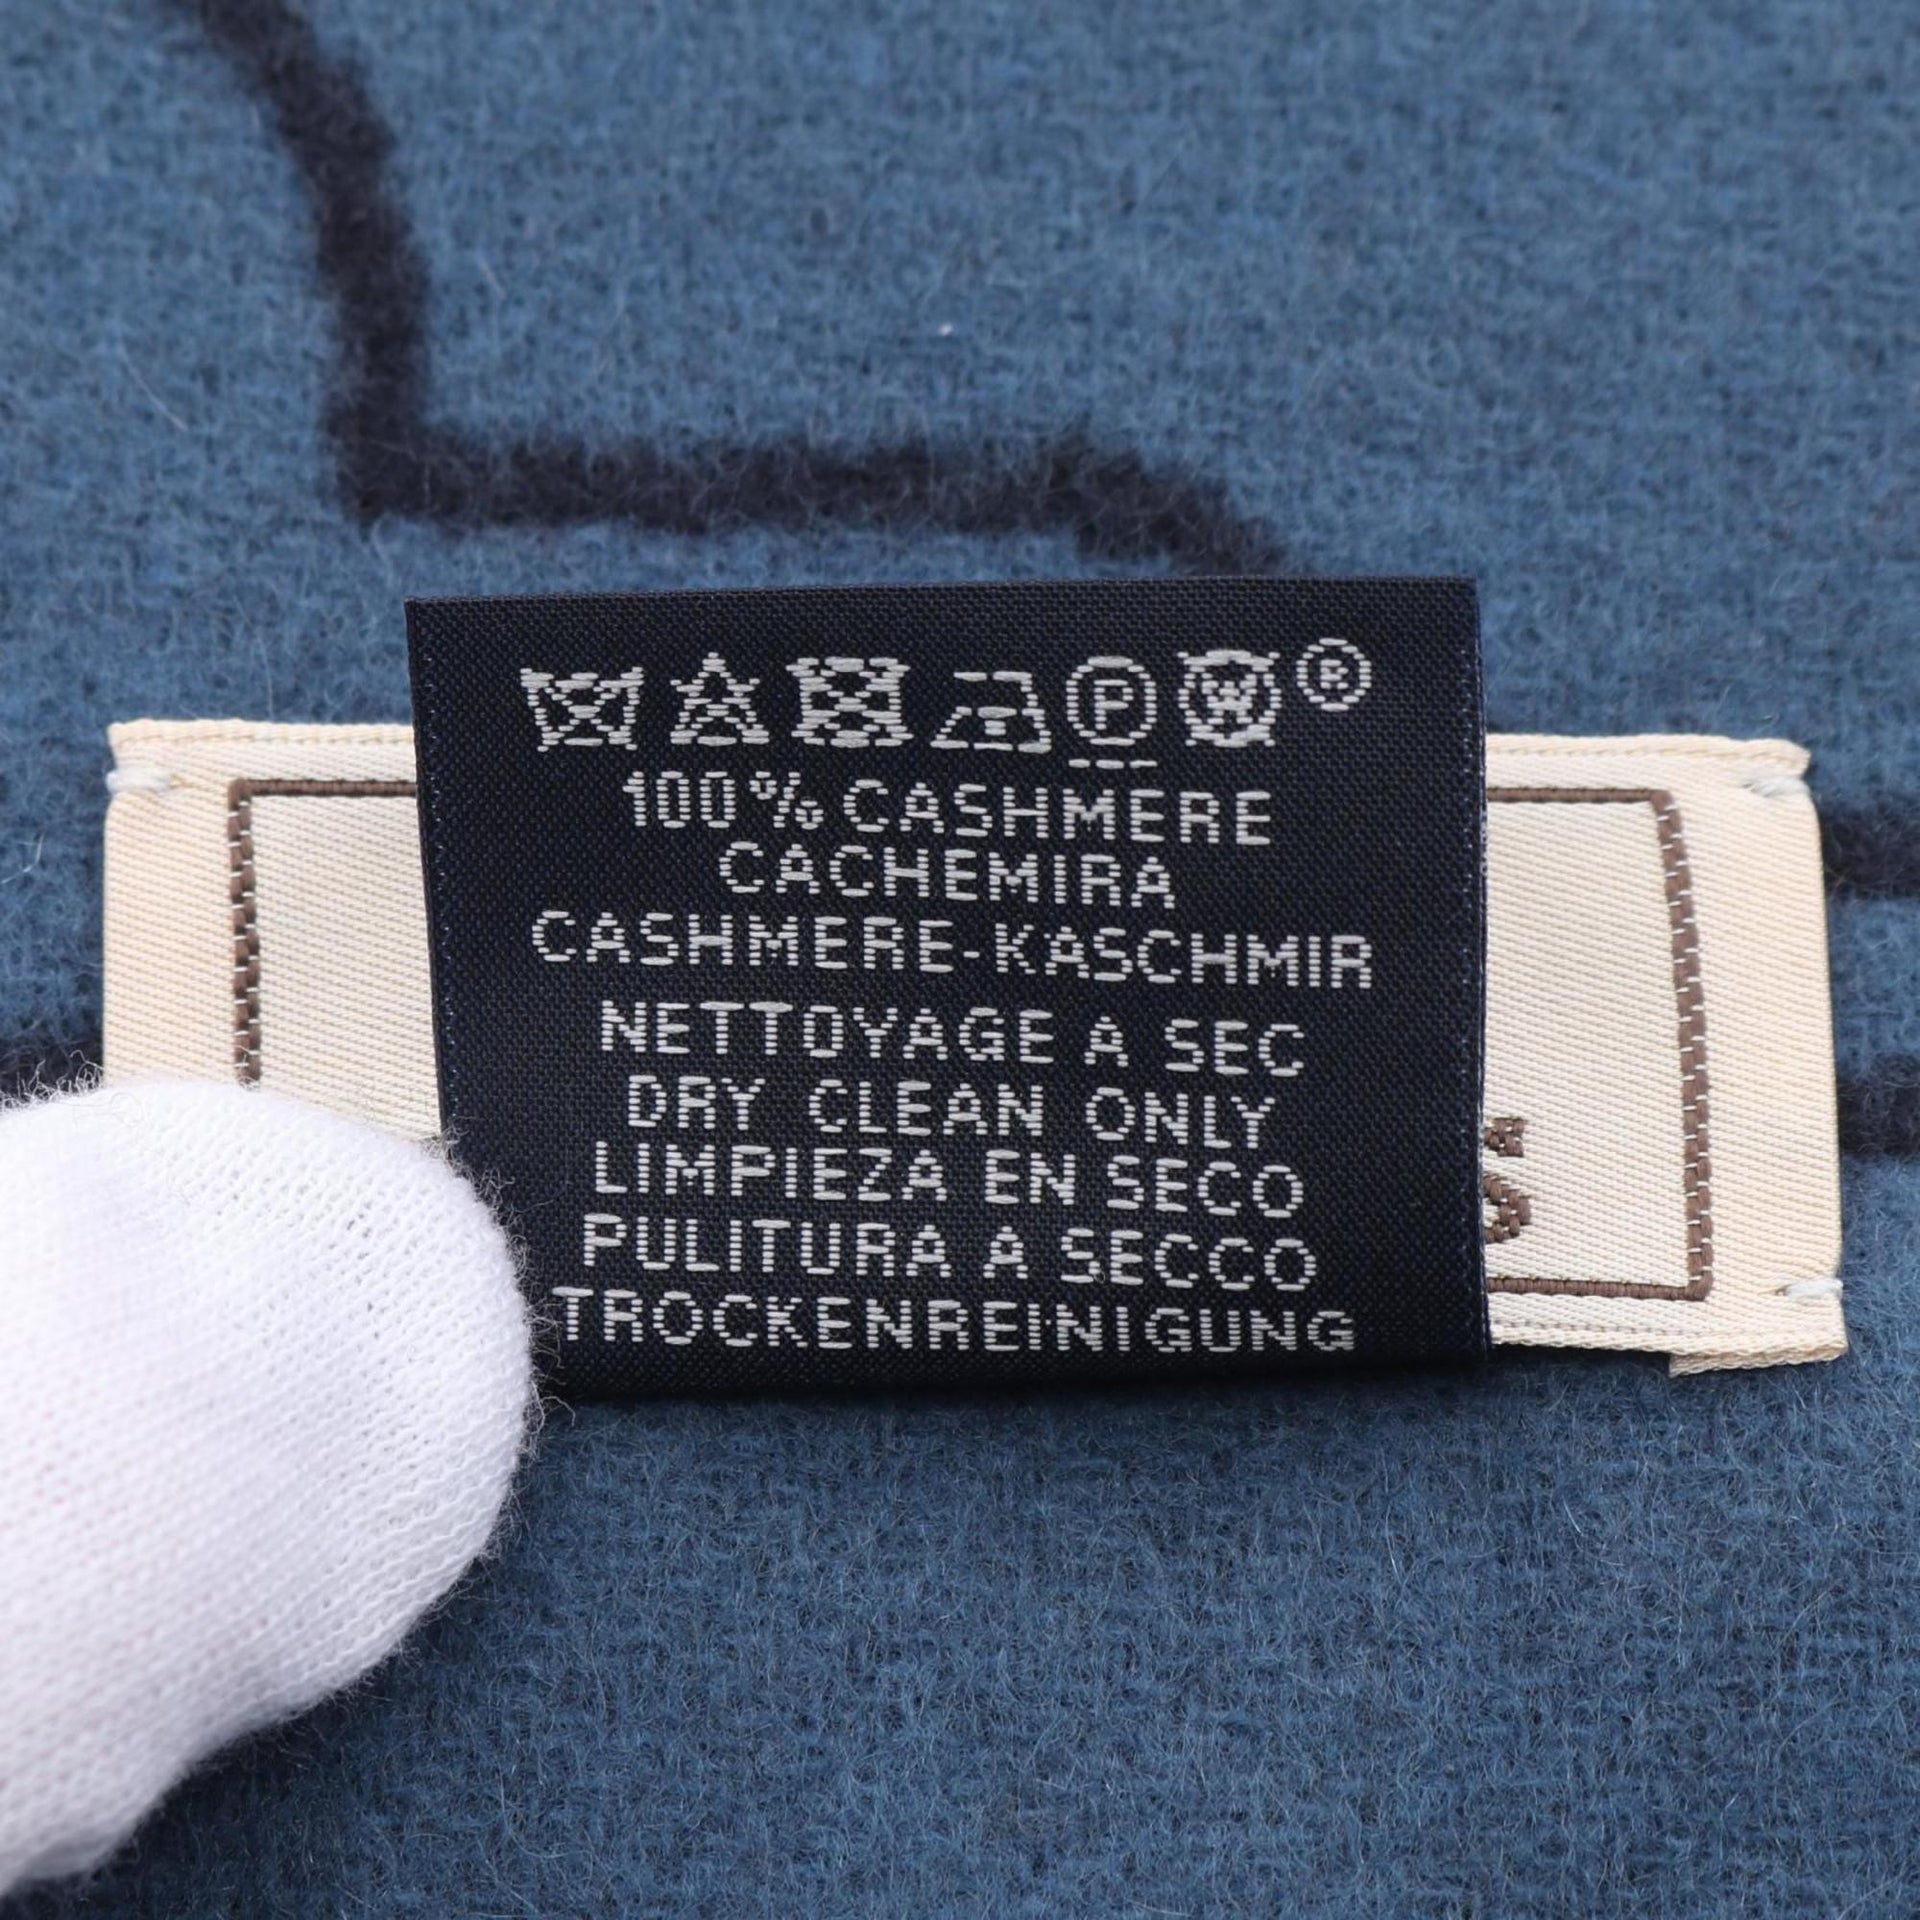 P W ®
100% CASHMERE
CACHEMIRA
CASHMERE-KASCHMIR
NETTOYAGE A SEC
DRY CLEAN ONLY
LIMPIEZA EN SECO
PULITURA A SECCO
TROCKENREINIGUNG